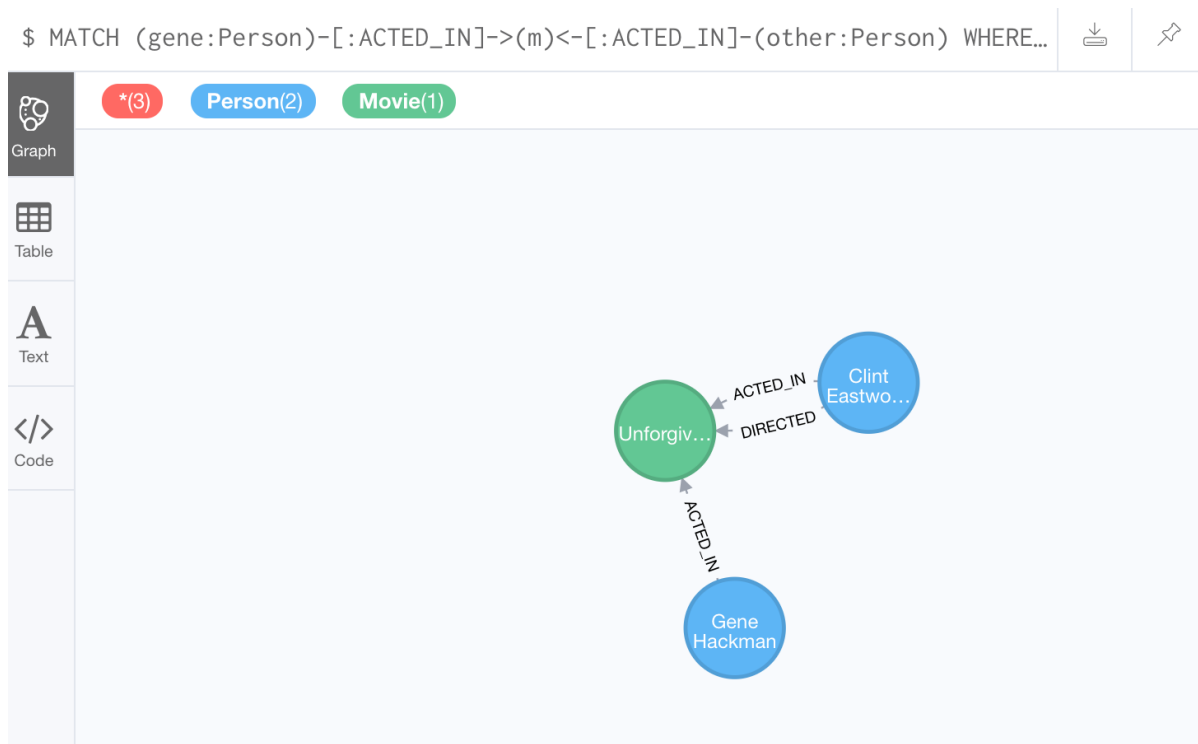 $ MATCH (gene:Person)-[:ACTED_IN]->(m)<-[:ACTED_IN]-(other:Person) WHERE…
*(3) Person(2) Movie(1)
Graph
Table
A
Text
</>
Code
Clint
Eastwo…
ACTED_IN
DIRECTED
Unforgiv…
ACTED_IN
Gene
Hackman